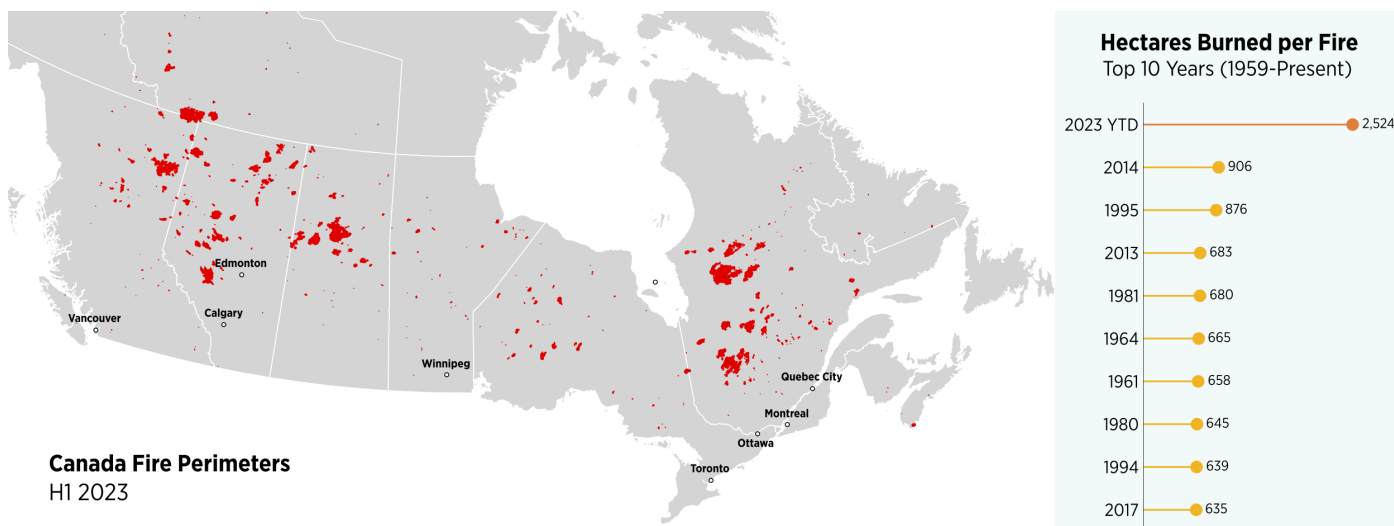 Edmonton
Vancouver
Calgary
Winnipeg
Quebec City
Montreal
Ottawa
Toronto
Canada Fire Perimeters
H1 2023
Hectares Burned per Fire
Top 10 Years (1959-Present)
2023 YTD 2,524
2014 906
1995 876
2013 683
1981 680
1964 665
1961 658
1980 645
1994 639
2017 635